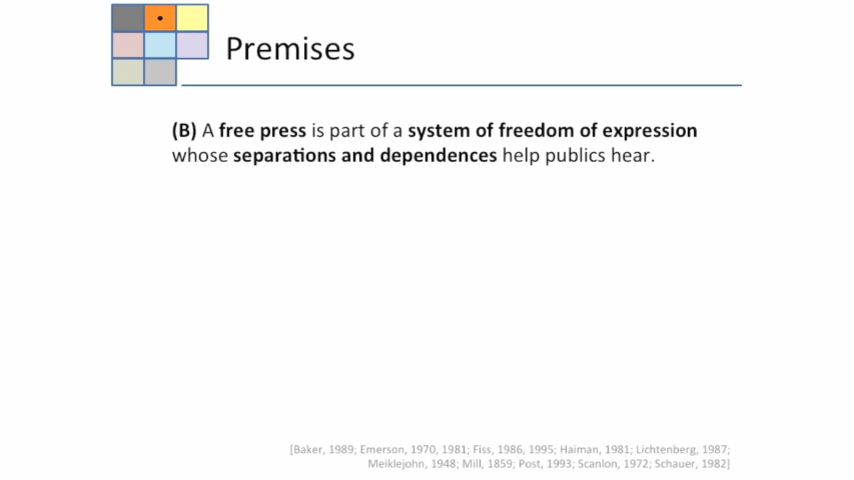 Premises
(B) A free press is part of a system of freedom of expression
whose separations and dependences help publics hear.
[Baker, 1989; Emerson, 1970, 1981; Fiss, 1986, 1995; Haiman, 1981; Lichtenberg, 1987;
Meiklejohn, 1948; Mill, 1859; Post, 1993; Scanlon, 1972; Schauer, 1982]